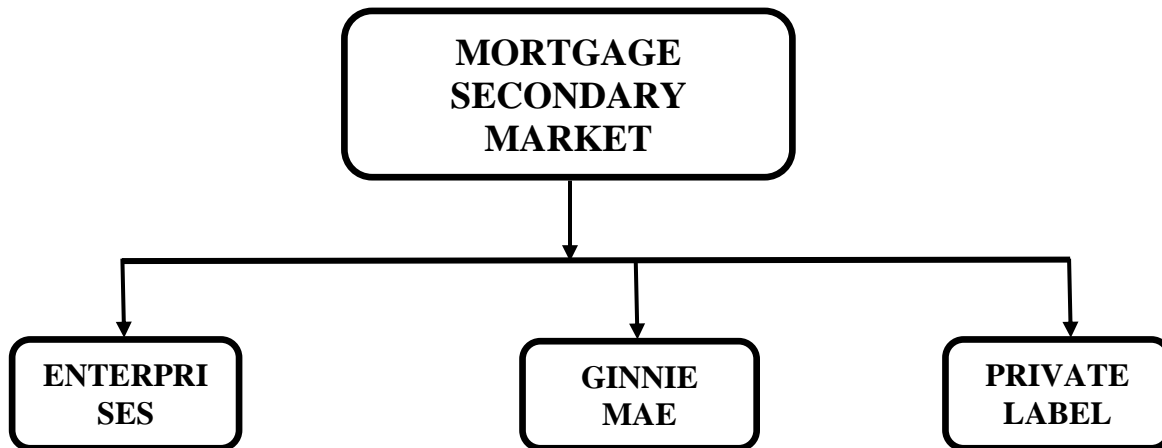 MORTGAGE
SECONDARY
MARKET
ENTERPRI
SES
GINNIE
MAE
PRIVATE
LABEL